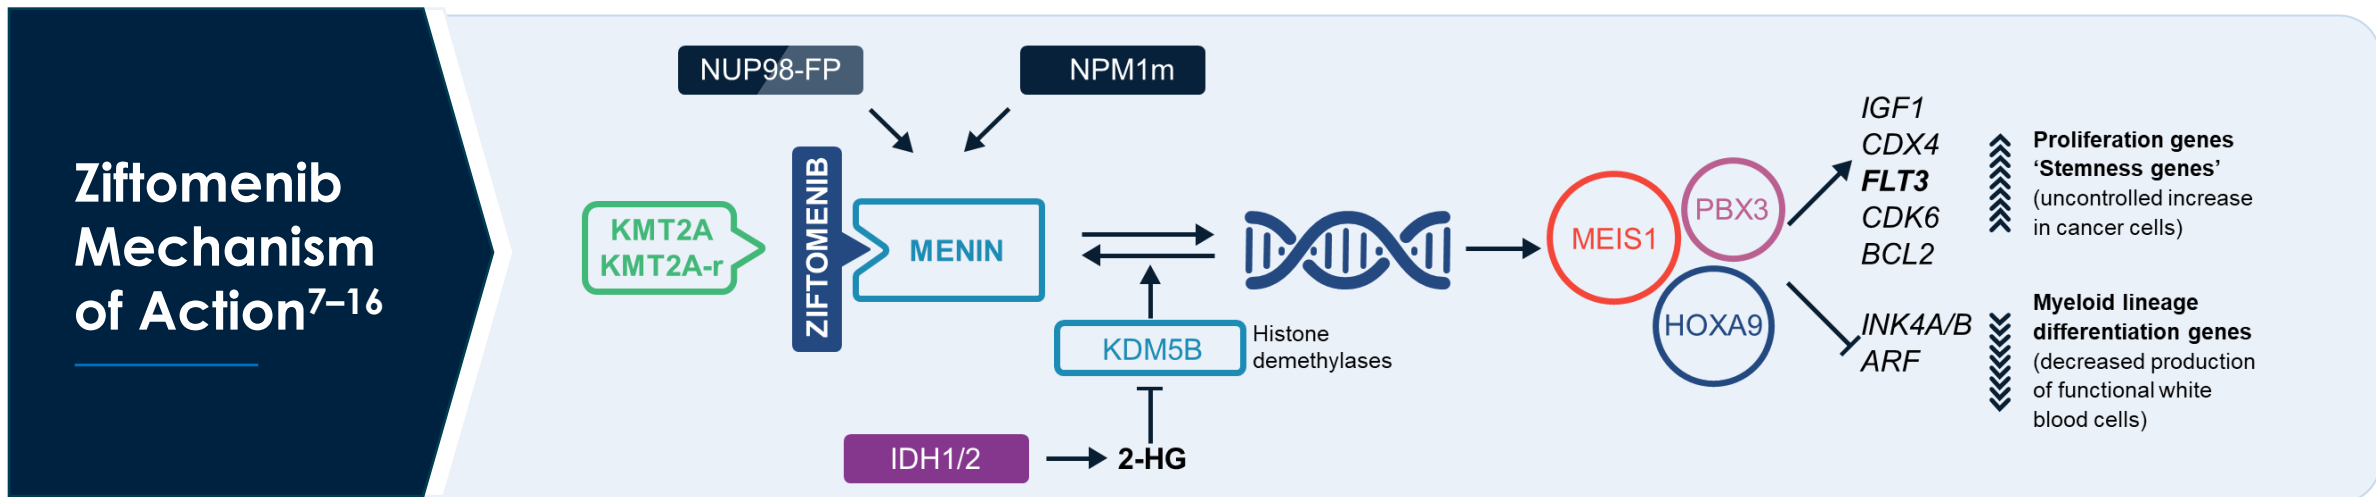 Ziftomenib
Mechanism
of Action7–16
NUP98-FP
NPM1m
KMT2A
KMT2A-r
ZIFTOMENIB
MENIN
KDM5B
Histone
demethylases
IDH1/2
2-HG
MEIS1
PBX3
HOXA9
IGF1
CDX4
FLT3
CDK6
BCL2
Proliferation genes
‘Stemness genes’
(uncontrolled increase
in cancer cells)
INK4A/B
ARF
Myeloid lineage
differentiation genes
(decreased production
of functional white
blood cells)